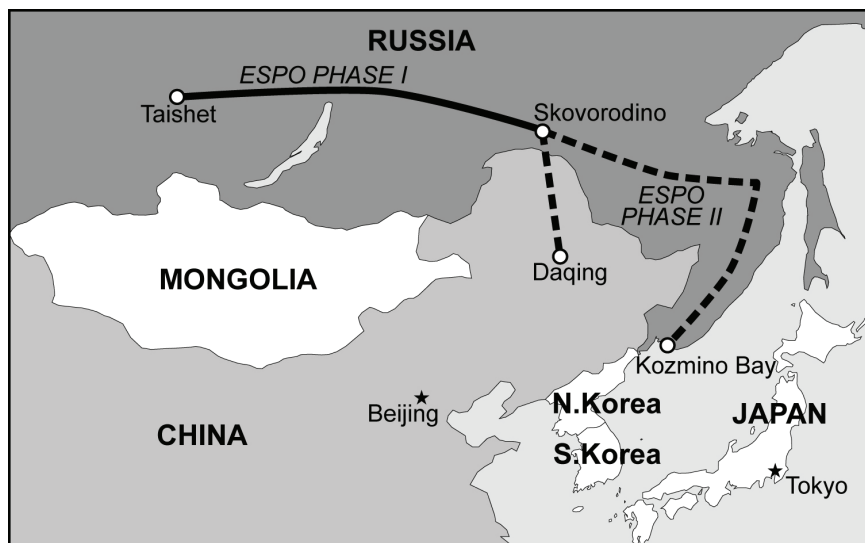 RUSSIA
ESPO PHASE I
Taishet
Skovorodino
ESPO
PHASE II
MONGOLIA
Daqing
Kozmino Bay
Beijing
N.Korea
JAPAN
CHINA
S.Korea
Tokyo